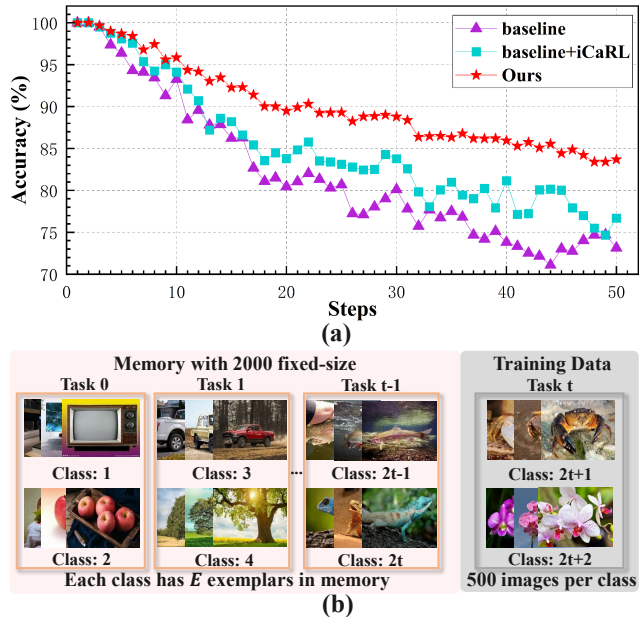 (a)
100
95
90
85
80
75
70
Accuracy (%)
baseline
baseline+iCaRL
Ours
0
10
20
30
40
50
Steps
(a)
Memory with 2000 fixed-size
Training Data
Task 0
Task 1
Task t-1
Task t
Class: 1
Class: 3
...
Class: 2t-1
Class: 2t+1
Class: 2
Class: 4
Class: 2t
Class: 2t+2
Each class has E exemplars in memory
500 images per class
(b)